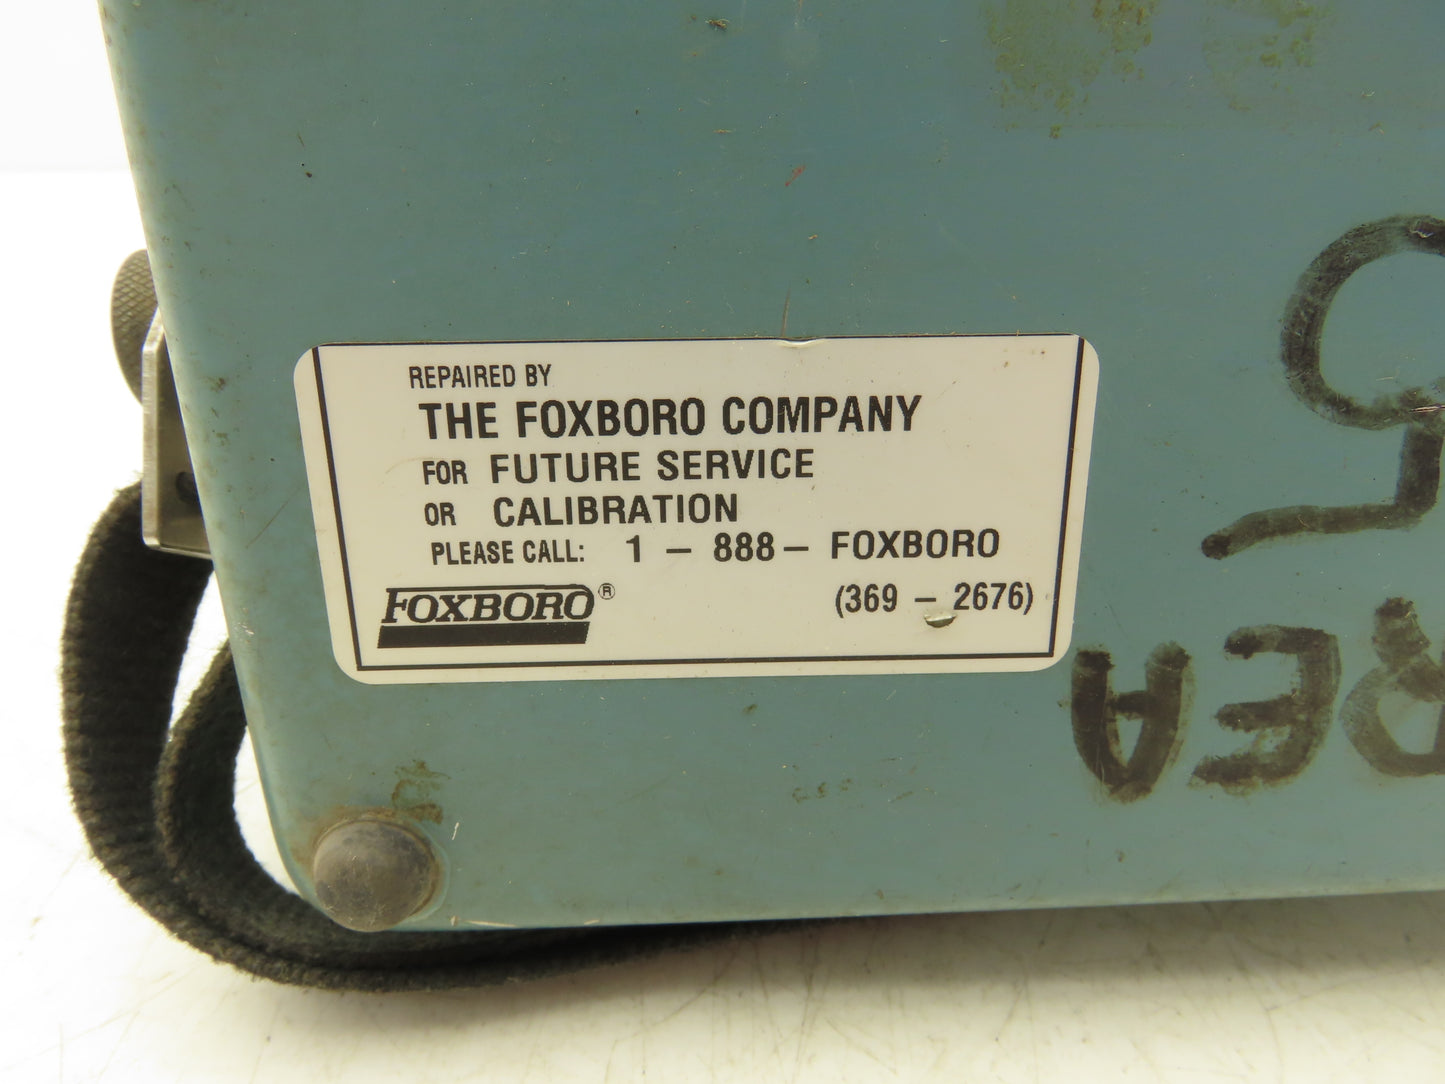 REPAIRED BY
THE FOXBORO COMPANY
FOR FUTURE SERVICE
OR CALIBRATION
PLEASE CALL: 1 – 888 – FOXBORO
(369 – 2676)
FOXBORO®